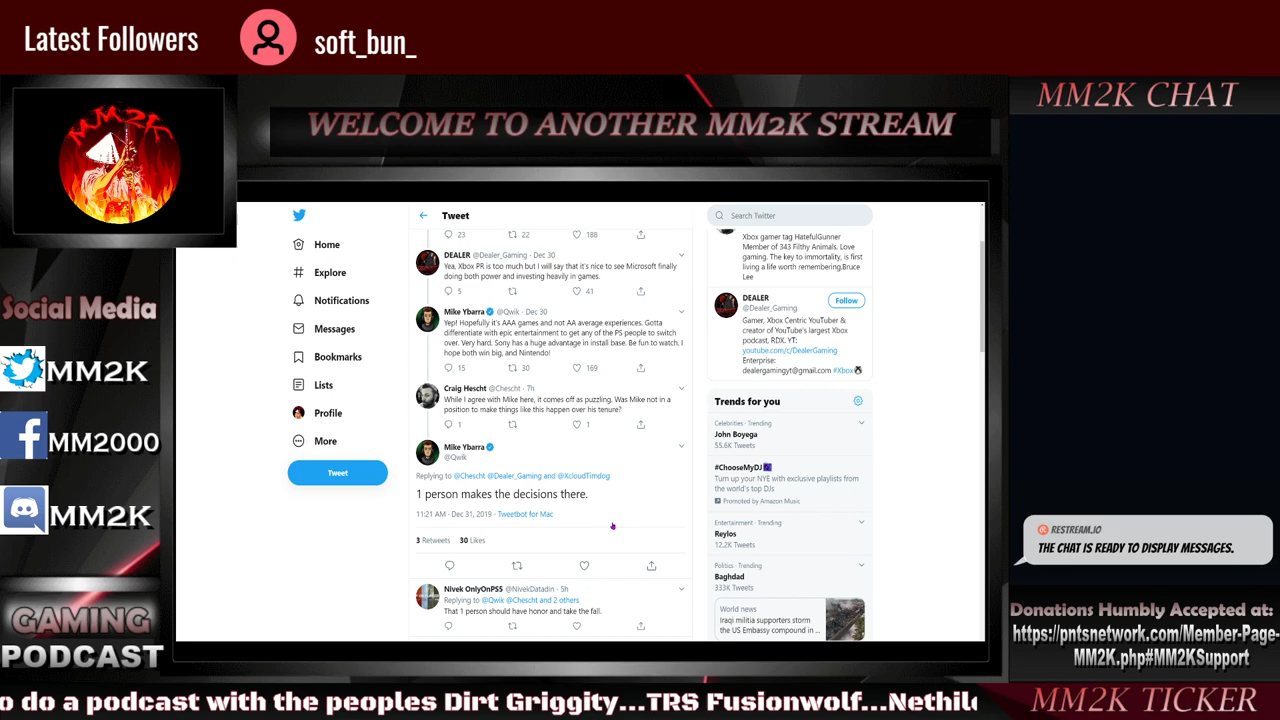 Latest Followers
soft_bun_
MM2K
WELCOME TO ANOTHER MM2K STREAM
MM2K CHAT
Social Media
MM2K
MM2000
MM2K
GAMING
PODCAST
Home
Explore
Notifications
Messages
Bookmarks
Lists
Profile
More
Tweet
Tweet
23 22 188
DEALER @Dealer_Gaming · Dec 30
Yea, Xbox PR is too much but I will say that it's nice to see Microsoft finally
doing both power and investing heavily in games.
5 41
Mike Ybarra @Qwik · Dec 30
Yep! Hopefully it's AAA games and not AA average experiences. Gotta
differentiate with epic entertainment to get any of the PS people to switch
over. Very hard. Sony has a huge advantage in install base. Be fun to watch. I
hope both win big, and Nintendo!
15 30 169
Craig Hescht @Chescht · 7h
While I agree with Mike here, it comes off as puzzling. Was Mike not in a
position to make things like this happen over his tenure?
1 1
Mike Ybarra
@Qwik
Replying to @Chescht @Dealer_Gaming and @XcloudTimdog
1 person makes the decisions there.
11:21 AM · Dec 31, 2019 · Tweetbot for Mac
3 Retweets 30 Likes
Nivek OnlyOnPS5 @NivekDatadin · 5h
Replying to @Qwik @Chescht and 2 others
That 1 person should have honor and take the fall.
Search Twitter
Xbox gamer tag HatefulGunner
Member of 343 Filthy Animals. Love
gaming. The key to immortality, is first
living a life worth remembering.Bruce
Lee
DEALER
@Dealer_Gaming
Follow
Gamer, Xbox Centric YouTuber &
creator of YouTube's largest Xbox
podcast, RDX. YT:
youtube.com/c/DealerGaming
Enterprise:
dealergamingyt@gmail.com #Xbox
Trends for you
Celebrities · Trending
John Boyega
55.6K Tweets
#ChooseMyDJ
Turn up your NYE with exclusive playlists from
the world's top DJs
Promoted by Amazon Music
Entertainment · Trending
Reylos
12.2K Tweets
Politics · Trending
Baghdad
333K Tweets
World news
Iraqi militia supporters storm
the US Embassy compound in ...
RESTREAM.IO
THE CHAT IS READY TO DISPLAY MESSAGES.
Donations Humbly Accepted at:
https://pntsnetwork.com/Member-Page-
MM2K.php#MM2KSupport
o do a podcast with the peoples Dirt Griggity...TRS Fusionwolf...Nethil
MM2K TICKER